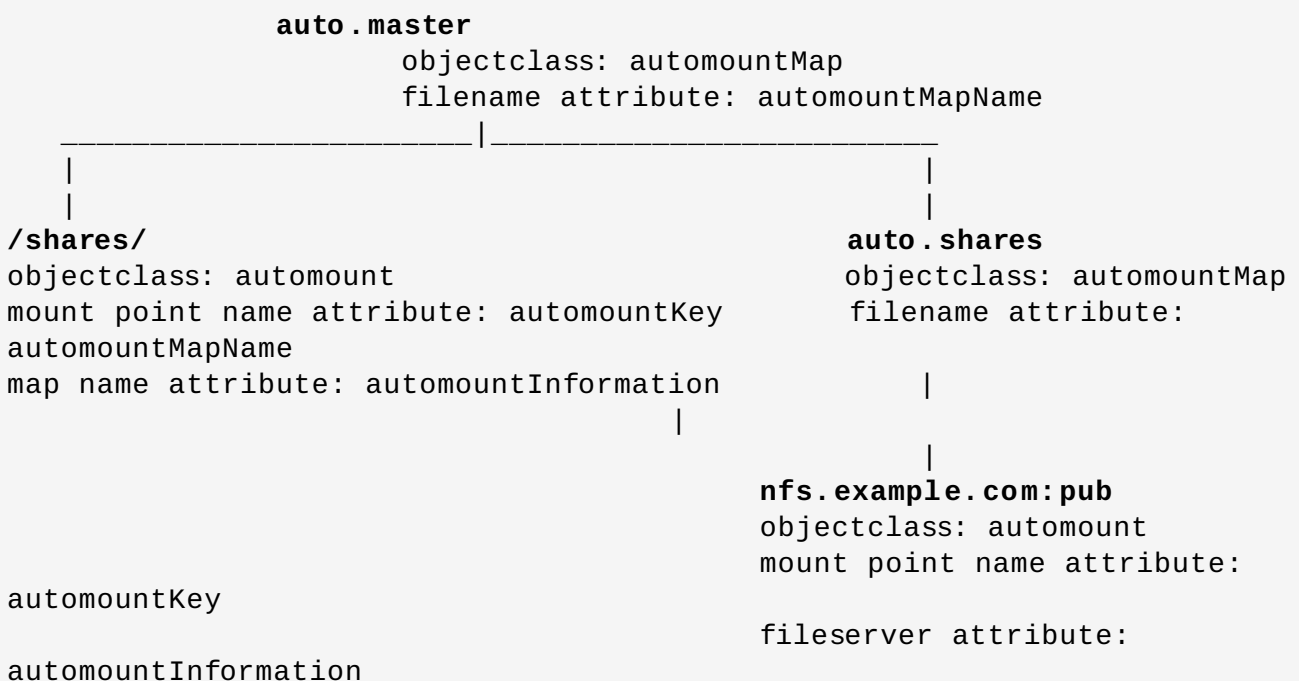 auto.master
objectclass: automountMap
filename attribute: automountMapName
_______________________|_________________________
| |
| |
/shares/ auto.shares
objectclass: automount objectclass: automountMap
mount point name attribute: automountKey filename attribute:
automountMapName
map name attribute: automountInformation |
|
|
nfs.example.com:pub
objectclass: automount
mount point name attribute:
automountKey
fileserver attribute:
automountInformation